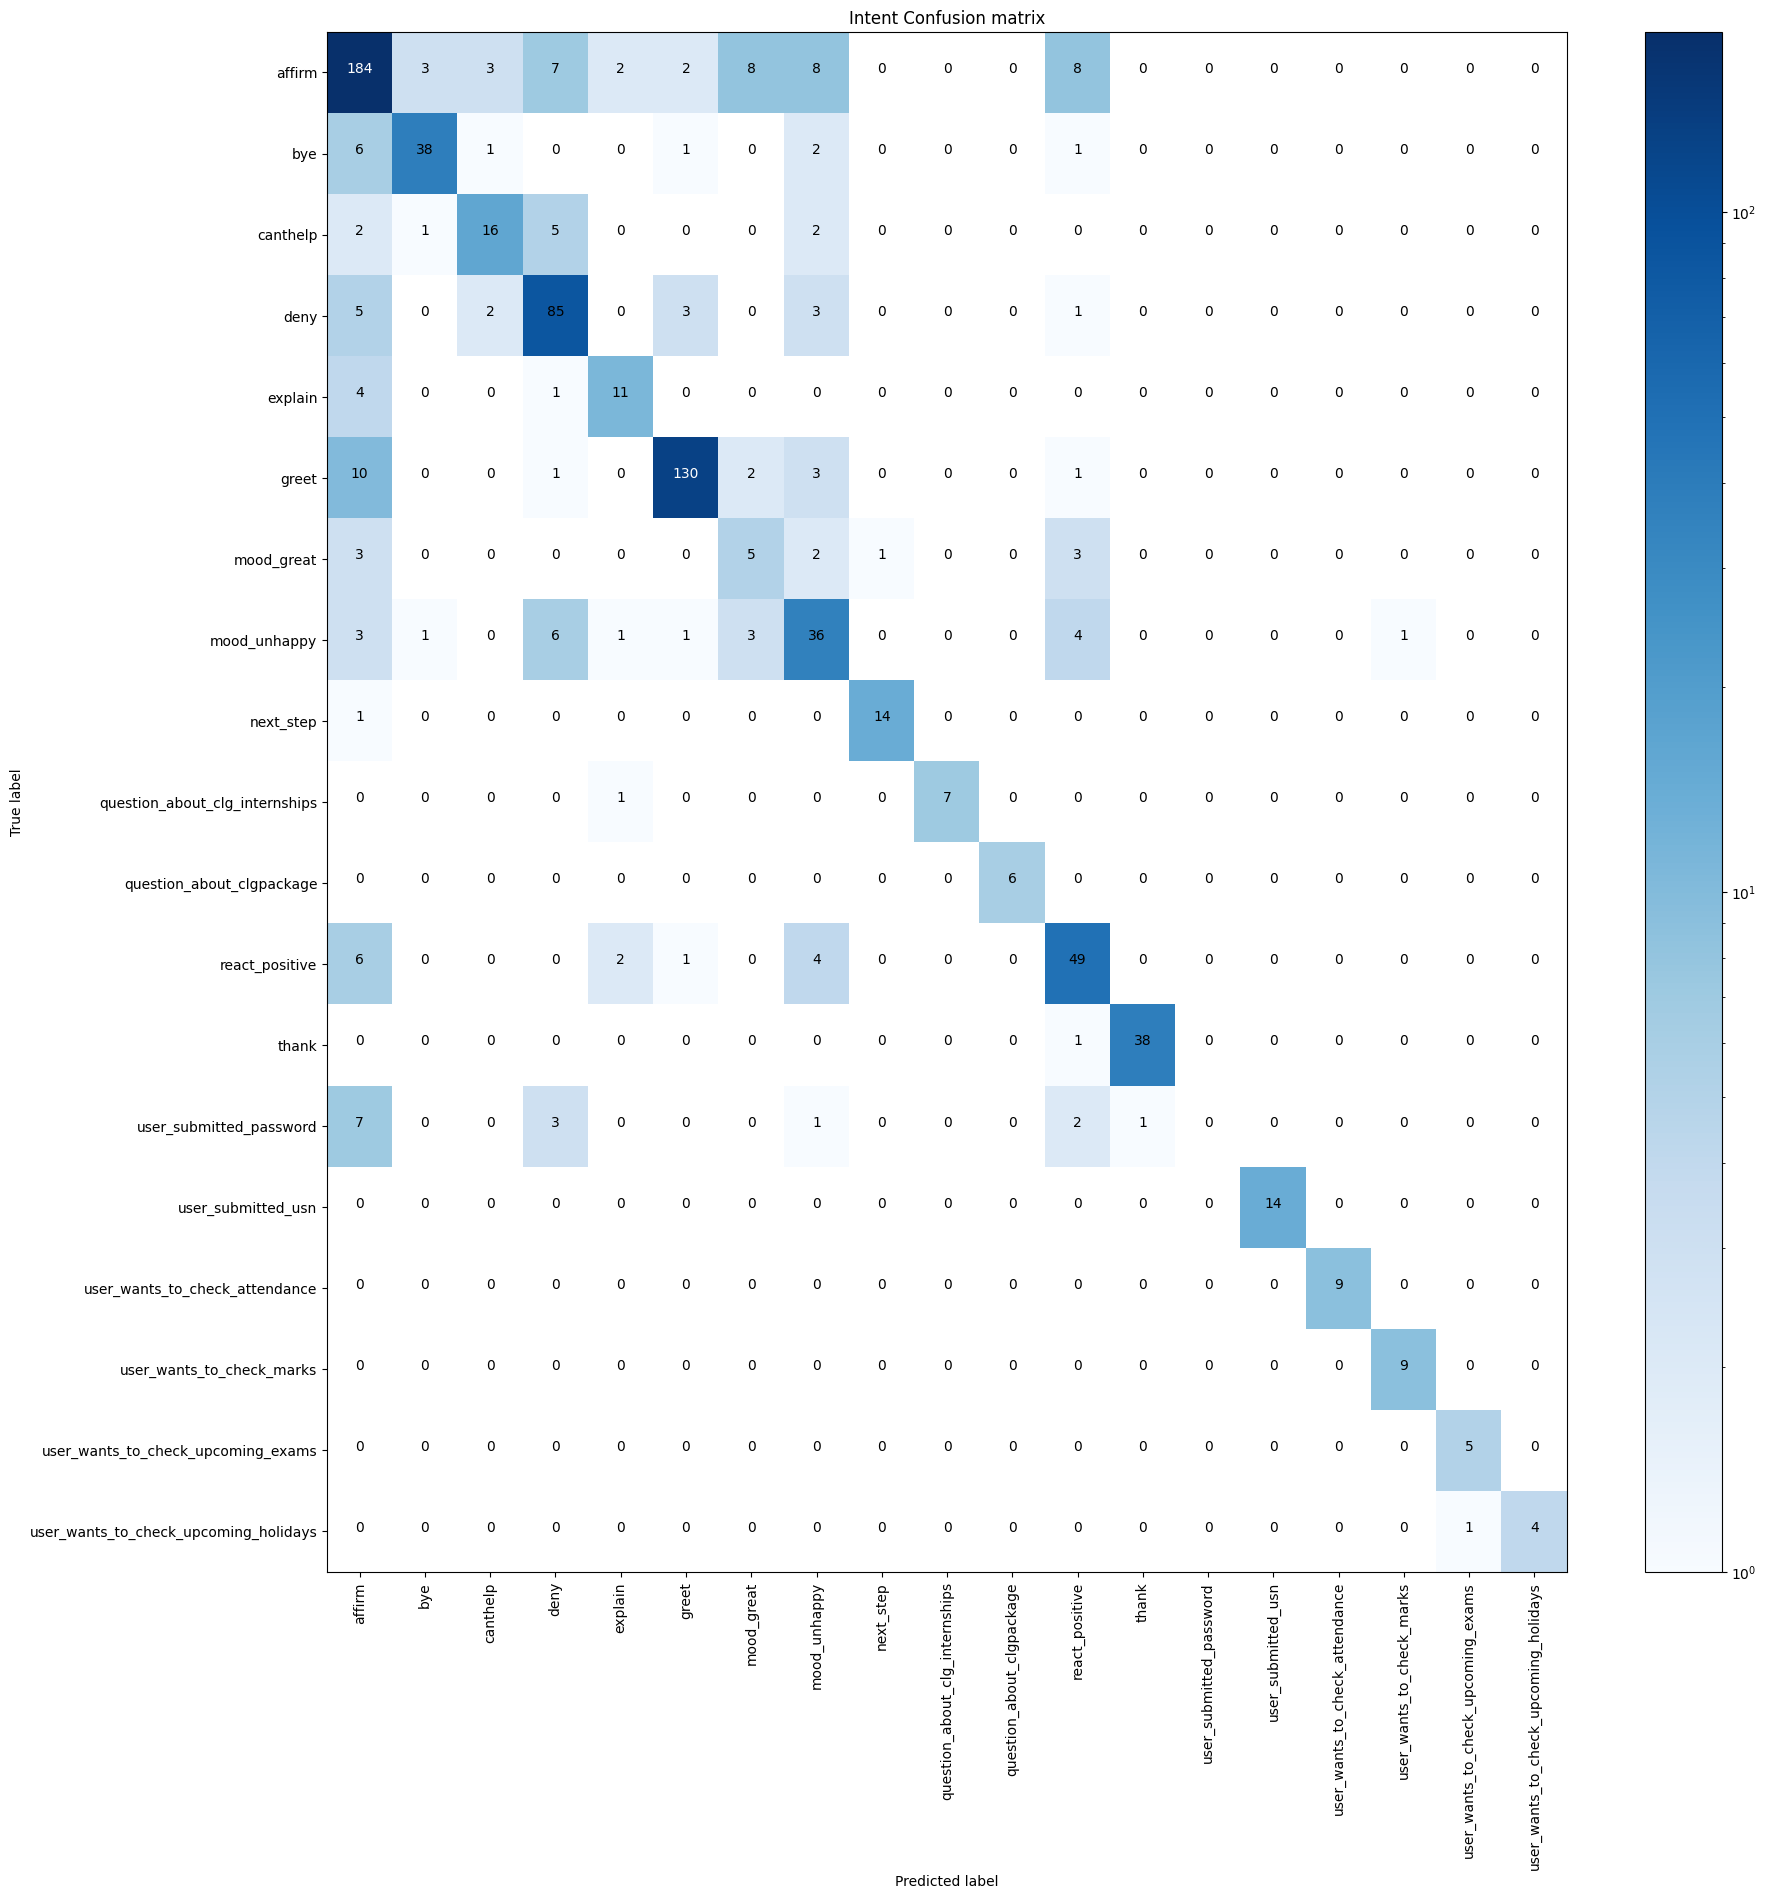 Intent Confusion matrix
affirm 184 3 3 7 2 2 8 8 0 0 0 8 0 0 0 0 0 0 0
bye 6 38 1 0 0 1 0 2 0 0 0 1 0 0 0 0 0 0 0
canthelp 2 1 16 5 0 0 0 2 0 0 0 0 0 0 0 0 0 0 0
10²
deny 5 0 2 85 0 3 0 3 0 0 0 1 0 0 0 0 0 0 0
explain 4 0 0 1 11 0 0 0 0 0 0 0 0 0 0 0 0 0 0
greet 10 0 0 1 0 130 2 3 0 0 0 1 0 0 0 0 0 0 0
mood_great 3 0 0 0 0 0 5 2 1 0 0 3 0 0 0 0 0 0 0
mood_unhappy 3 1 0 6 1 1 3 36 0 0 0 4 0 0 0 0 1 0 0
next_step 1 0 0 0 0 0 0 0 14 0 0 0 0 0 0 0 0 0 0
True label
question_about_clg_internships 0 0 0 0 1 0 0 0 0 7 0 0 0 0 0 0 0 0 0
question_about_clgpackage 0 0 0 0 0 0 0 0 0 0 6 0 0 0 0 0 0 0 0
10¹
react_positive 6 0 0 0 2 1 0 4 0 0 0 49 0 0 0 0 0 0 0
thank 0 0 0 0 0 0 0 0 0 0 0 1 38 0 0 0 0 0 0
user_submitted_password 7 0 0 3 0 0 0 1 0 0 0 2 1 0 0 0 0 0 0
user_submitted_usn 0 0 0 0 0 0 0 0 0 0 0 0 0 0 14 0 0 0 0
user_wants_to_check_attendance 0 0 0 0 0 0 0 0 0 0 0 0 0 0 0 9 0 0 0
user_wants_to_check_marks 0 0 0 0 0 0 0 0 0 0 0 0 0 0 0 0 9 0 0
user_wants_to_check_upcoming_exams 0 0 0 0 0 0 0 0 0 0 0 0 0 0 0 0 0 5 0
user_wants_to_check_upcoming_holidays 0 0 0 0 0 0 0 0 0 0 0 0 0 0 0 0 0 1 4
10⁰
affirm
bye
canthelp
deny
explain
greet
mood_great
mood_unhappy
next_step
question_about_clg_internships
question_about_clgpackage
react_positive
thank
user_submitted_password
user_submitted_usn
user_wants_to_check_attendance
user_wants_to_check_marks
user_wants_to_check_upcoming_exams
user_wants_to_check_upcoming_holidays
Predicted label